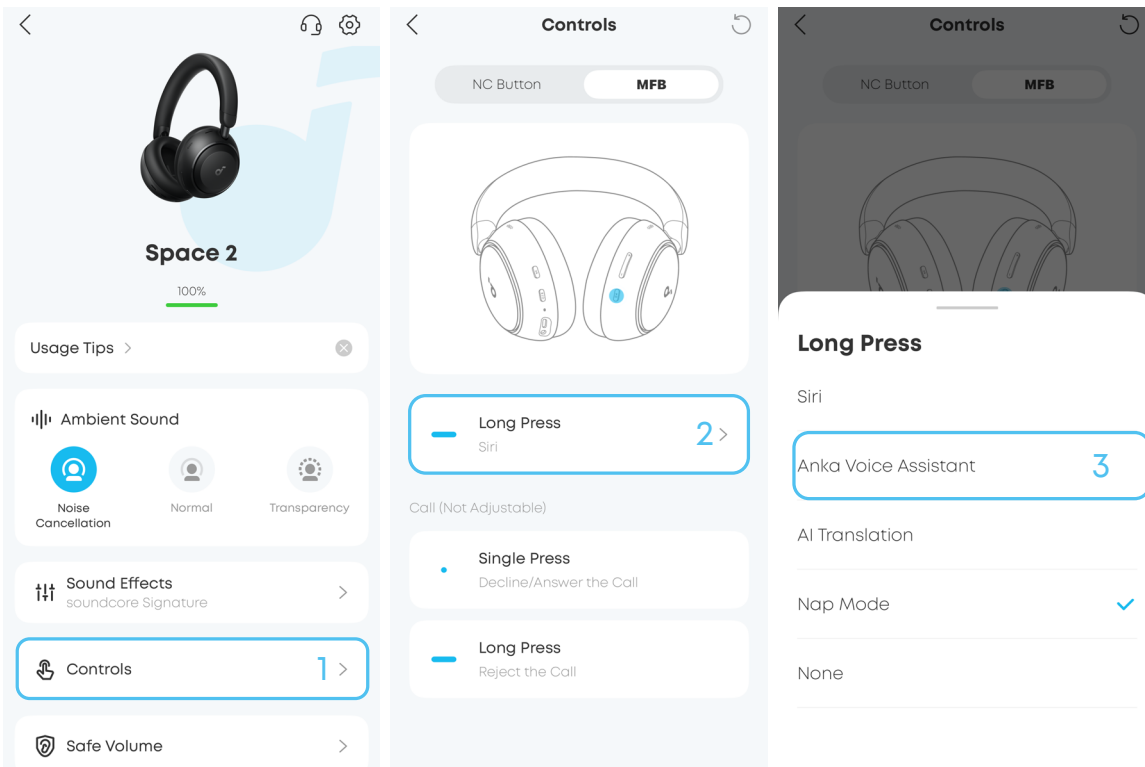 Space 2
100%
Usage Tips
Ambient Sound
Noise
Cancellation
Normal
Transparency
Sound Effects
soundcore Signature
Controls
1
Safe Volume
Controls
NC Button
MFB
Long Press
Siri
2
Call (Not Adjustable)
Single Press
Decline/Answer the Call
Long Press
Reject the Call
Controls
NC Button
MFB
Long Press
Siri
Anka Voice Assistant
3
AI Translation
Nap Mode
None